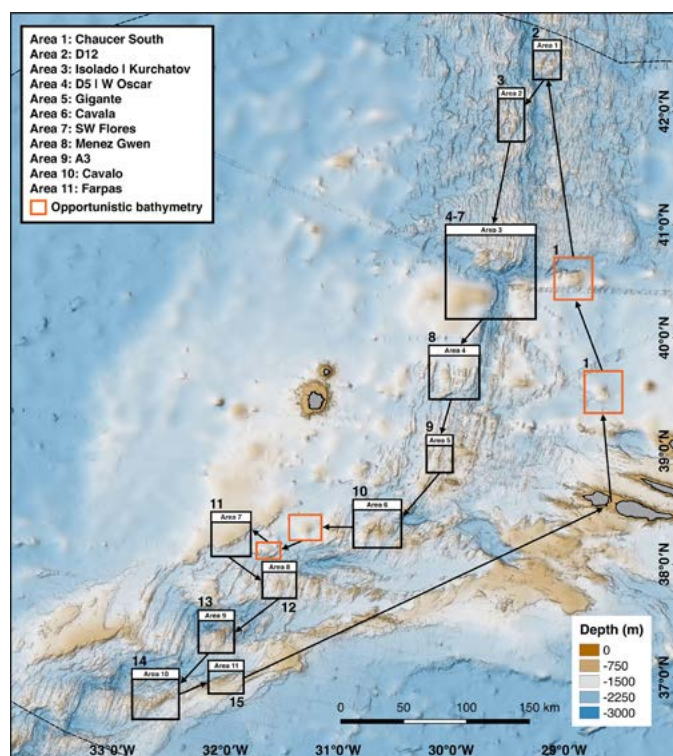 Area 1: Chaucer South
Area 2: D12
Area 3: Isolado | Kurchatov
Area 4: D5 | W Oscar
Area 5: Gigante
Area 6: Cavala
Area 7: SW Flores
Area 8: Menez Gwen
Area 9: A3
Area 10: Cavalo
Area 11: Farpas
Opportunistic bathymetry
2
Area 1
3
Area 2
42°0'N
4-7
Area 3
41°0'N
1
8
Area 4
40°0'N
1
9
Area 5
39°0'N
10
Area 6
11
Area 7
38°0'N
Area 8
12
13
Area 9
14
Area 10
Area 11
15
37°0'N
Depth (m)
0
-750
-1500
-2250
-3000
0 50 100 150 km
33°0'W 32°0'W 31°0'W 30°0'W 29°0'W